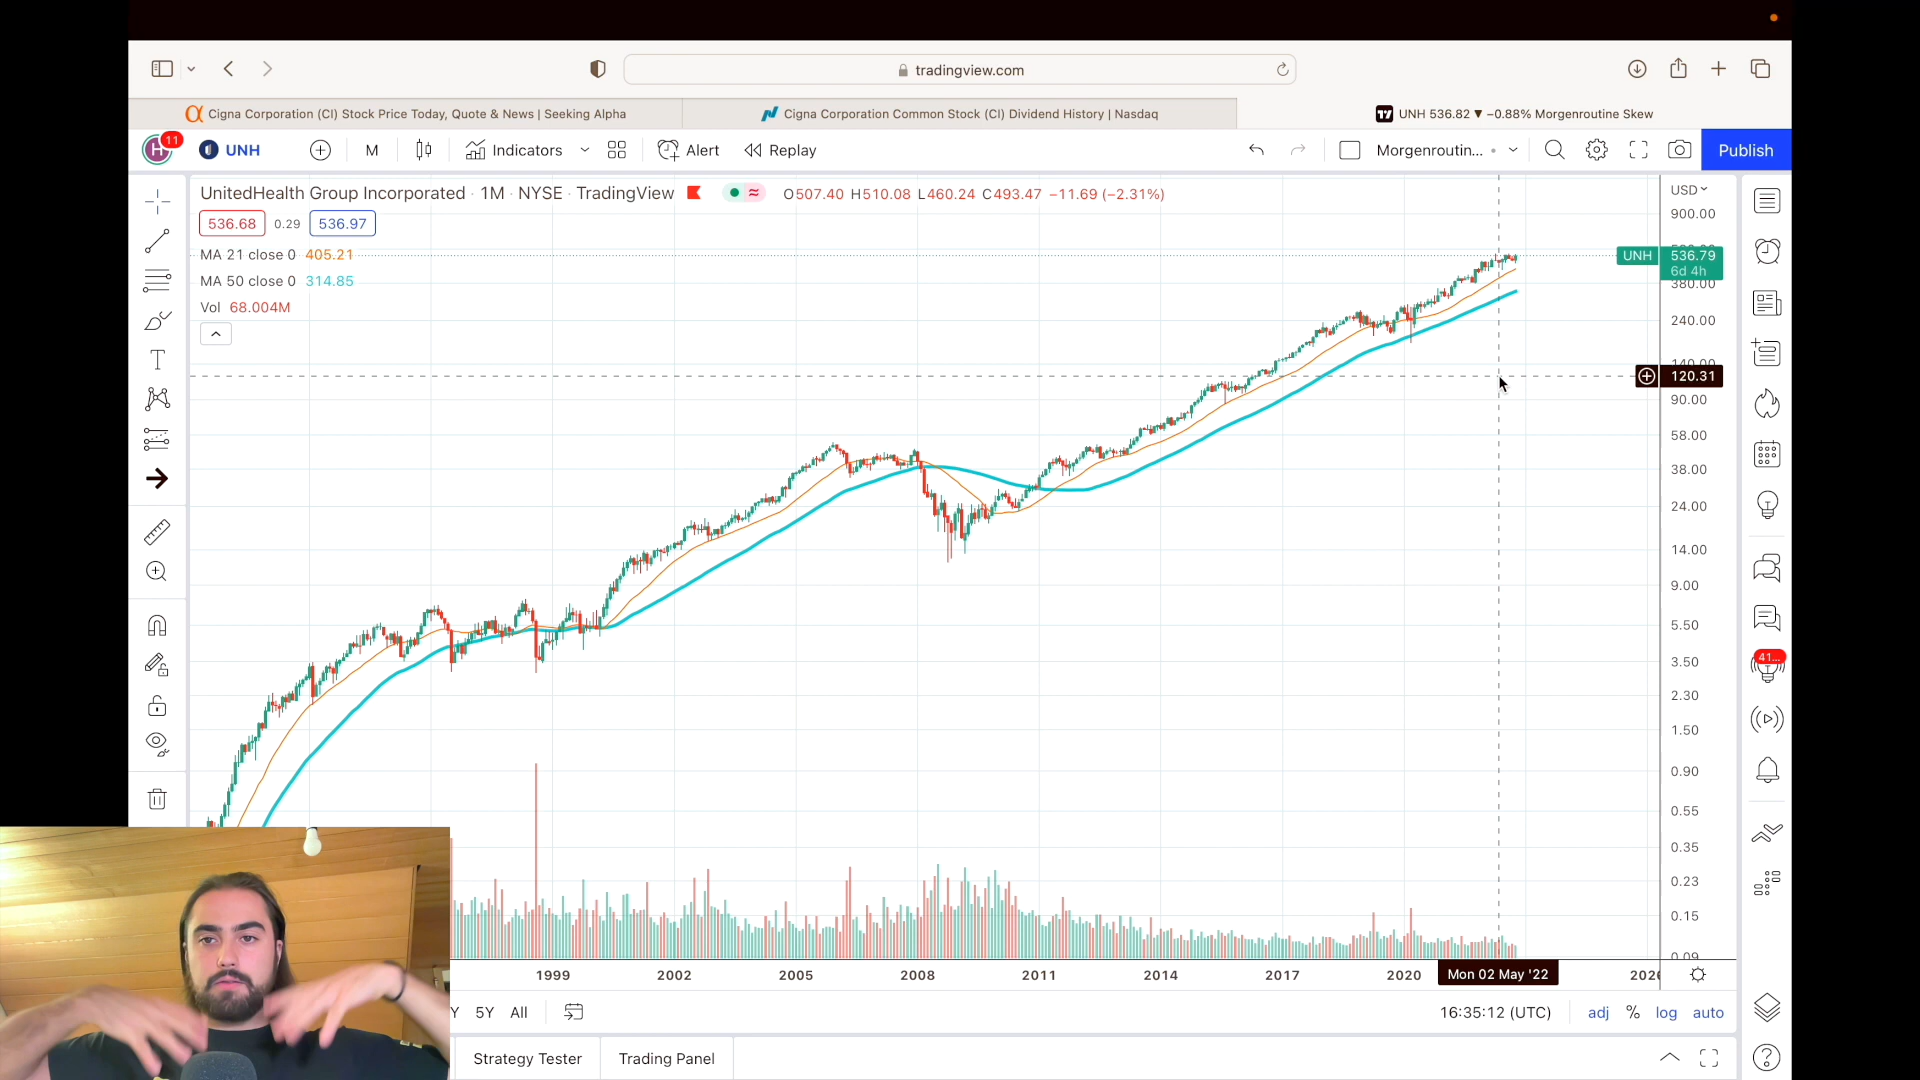 tradingview.com
Cigna Corporation (CI) Stock Price Today, Quote & News | Seeking Alpha
Cigna Corporation Common Stock (CI) Dividend History | Nasdaq
UNH 536.82 ▼ −0.88% Morgenroutine Skew
H 11 UNH M Indicators Alert Replay Morgenroutin... Publish
UnitedHealth Group Incorporated · 1M · NYSE · TradingView O507.40 H510.08 L460.24 C493.47 −11.69 (−2.31%)
USD
536.68 0.29 536.97
900.00
MA 21 close 0 405.21
UNH 536.79
6d 4h
MA 50 close 0 314.85
380.00
Vol 68.004M
240.00
140.00
120.31
90.00
58.00
38.00
24.00
14.00
9.00
5.50
3.50
41...
2.30
1.50
0.90
0.55
0.35
0.23
0.15
0.09
1999 2002 2005 2008 2011 2014 2017 2020 Mon 02 May '22
Y 5Y All 16:35:12 (UTC) adj % log auto
Strategy Tester Trading Panel